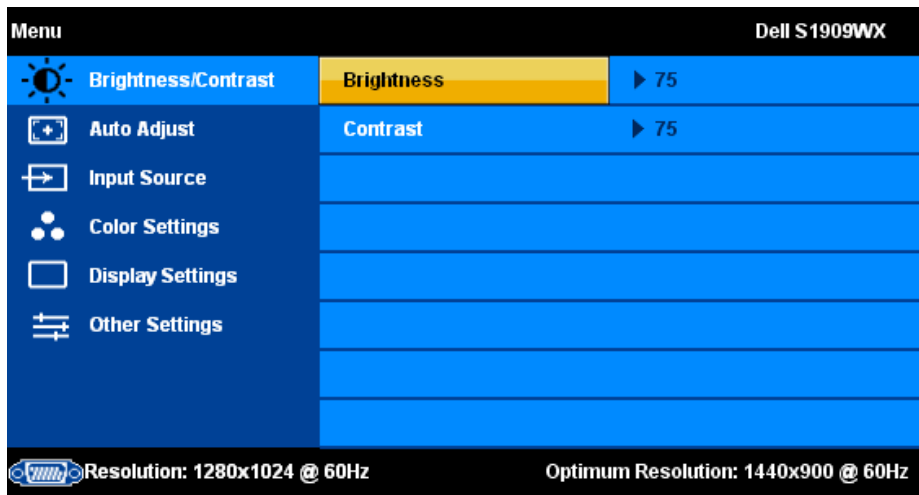 Menu Dell S1909WX
Brightness/Contrast Brightness 75
Auto Adjust Contrast 75
Input Source
Color Settings
Display Settings
Other Settings
Resolution: 1280x1024 @ 60Hz Optimum Resolution: 1440x900 @ 60Hz